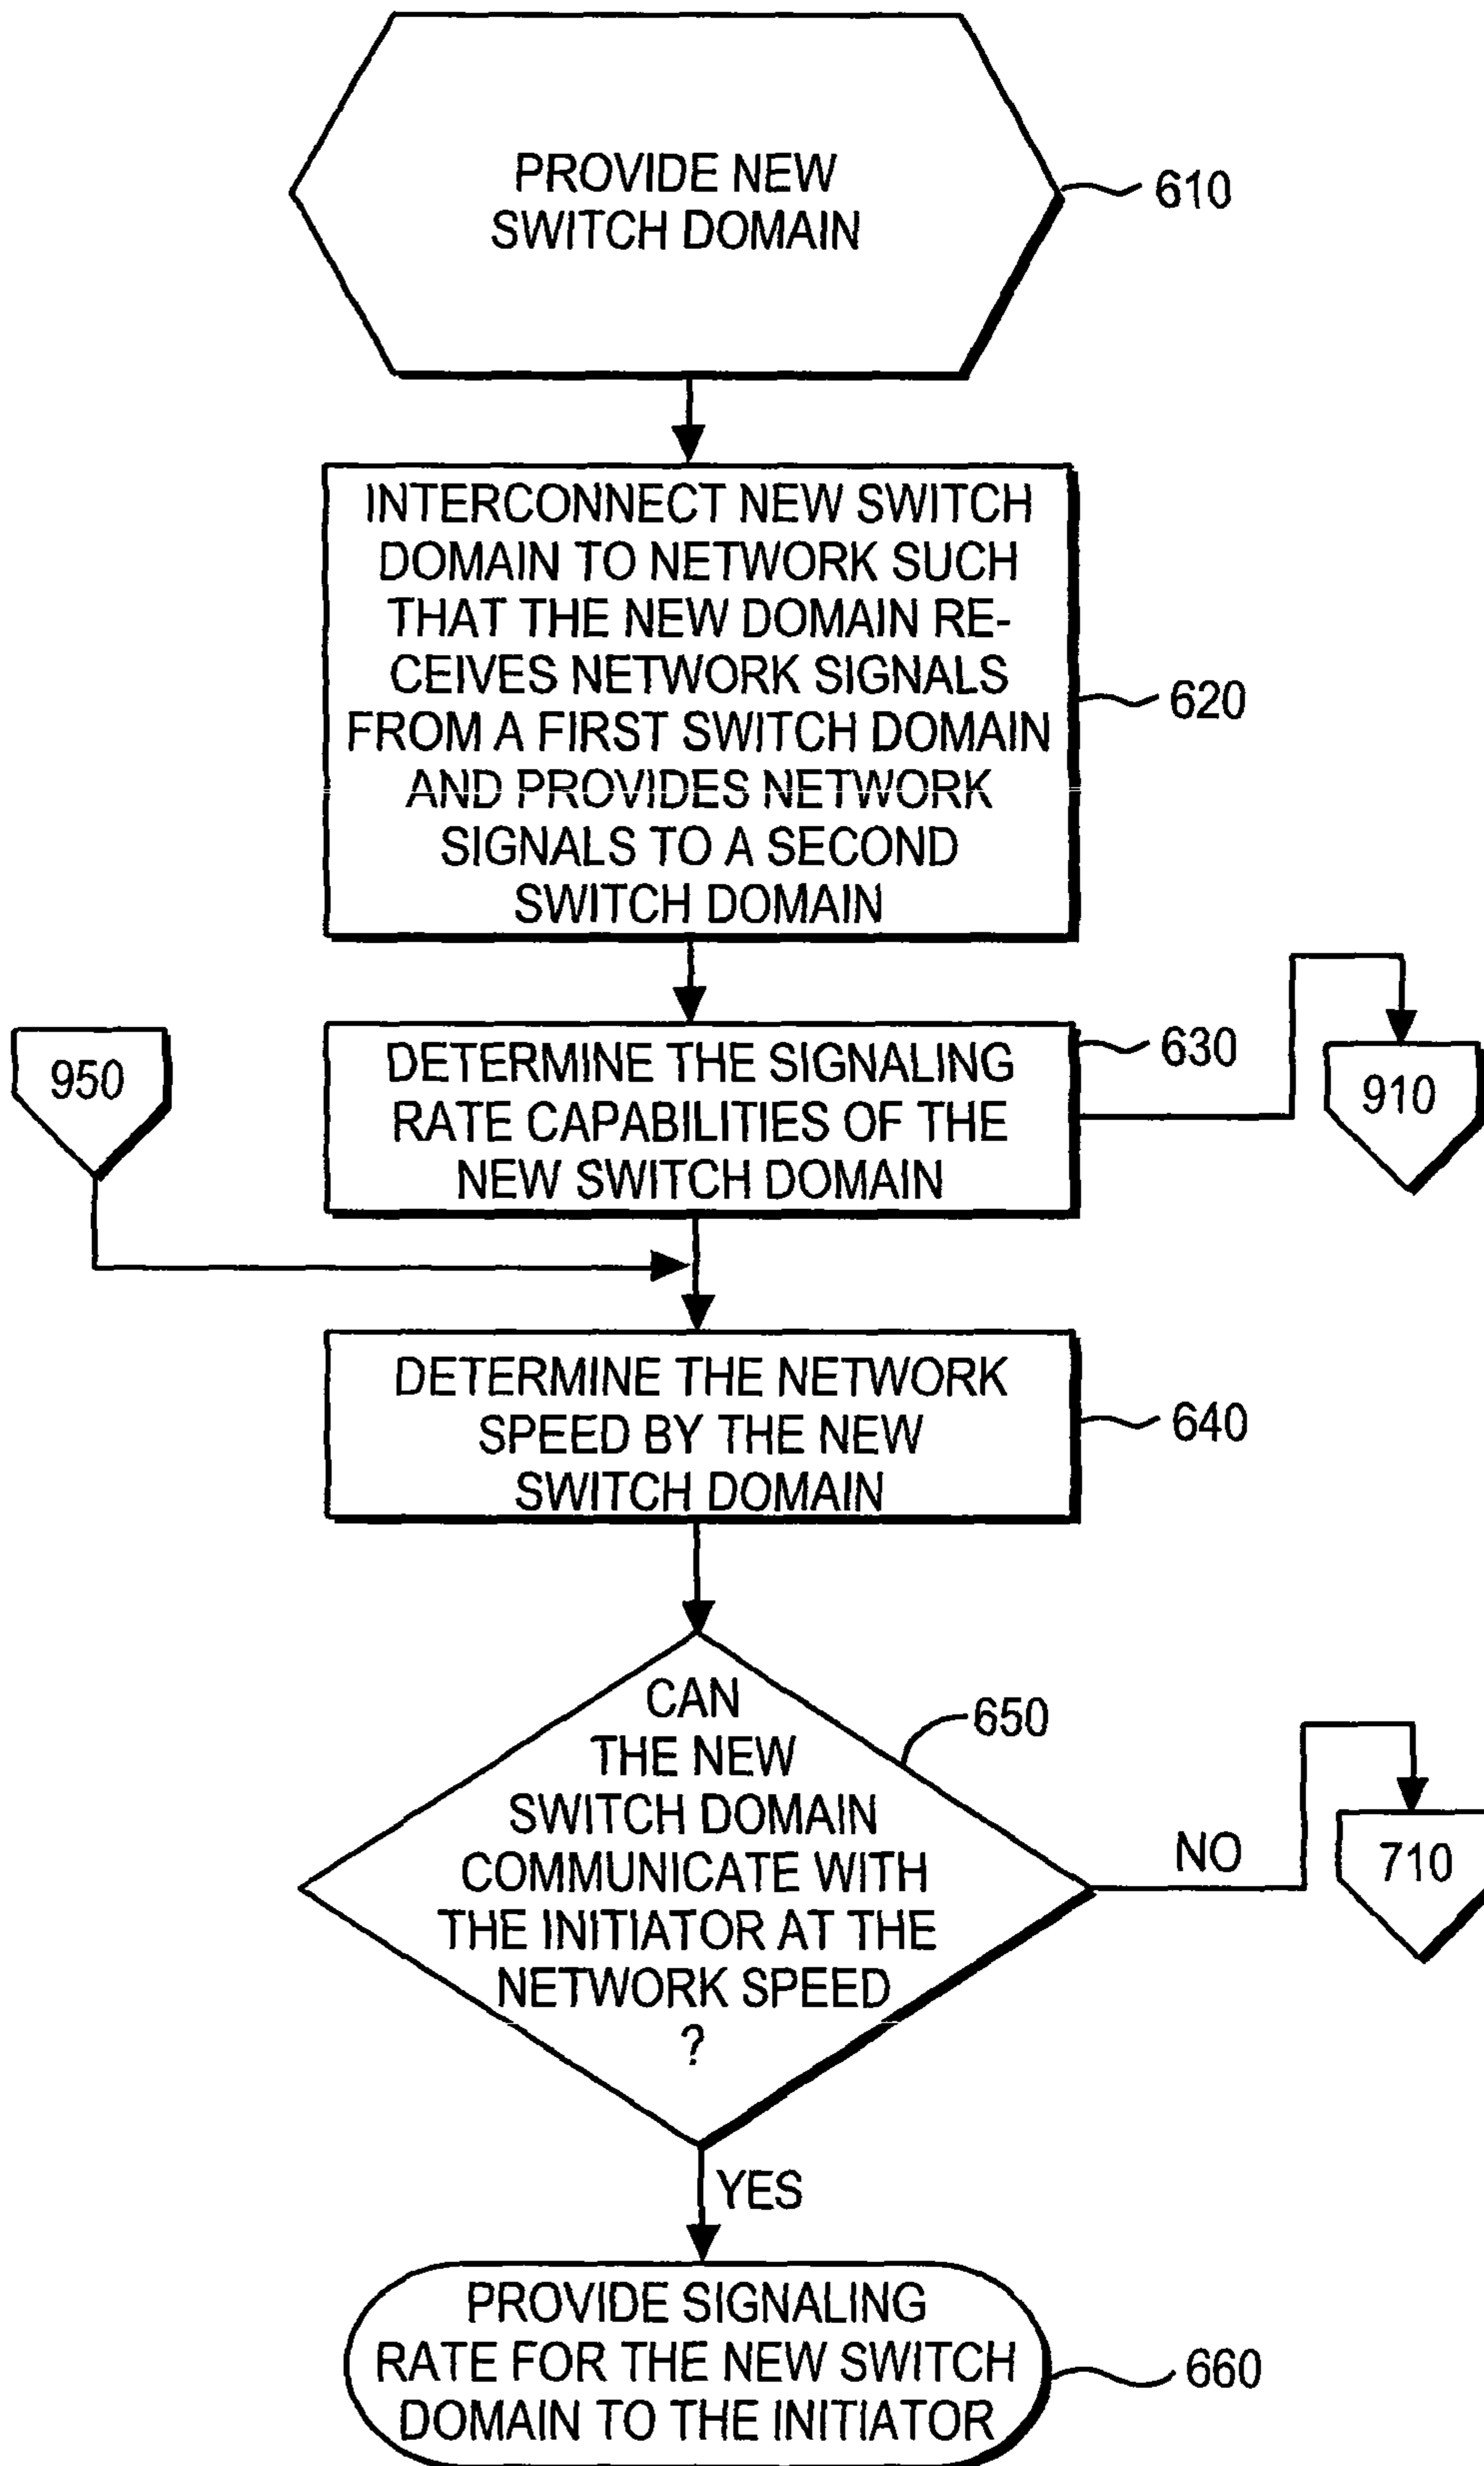 PROVIDE NEW
SWITCH DOMAIN
610
INTERCONNECT NEW SWITCH
DOMAIN TO NETWORK SUCH
THAT THE NEW DOMAIN RE-
CEIVES NETWORK SIGNALS
FROM A FIRST SWITCH DOMAIN
AND PROVIDES NETWORK
SIGNALS TO A SECOND
SWITCH DOMAIN
620
950
DETERMINE THE SIGNALING
RATE CAPABILITIES OF THE
NEW SWITCH DOMAIN
630
910
DETERMINE THE NETWORK
SPEED BY THE NEW
SWITCH DOMAIN
640
CAN
THE NEW
SWITCH DOMAIN
COMMUNICATE WITH
THE INITIATOR AT THE
NETWORK SPEED
?
650
NO
710
YES
PROVIDE SIGNALING
RATE FOR THE NEW SWITCH
DOMAIN TO THE INITIATOR
660